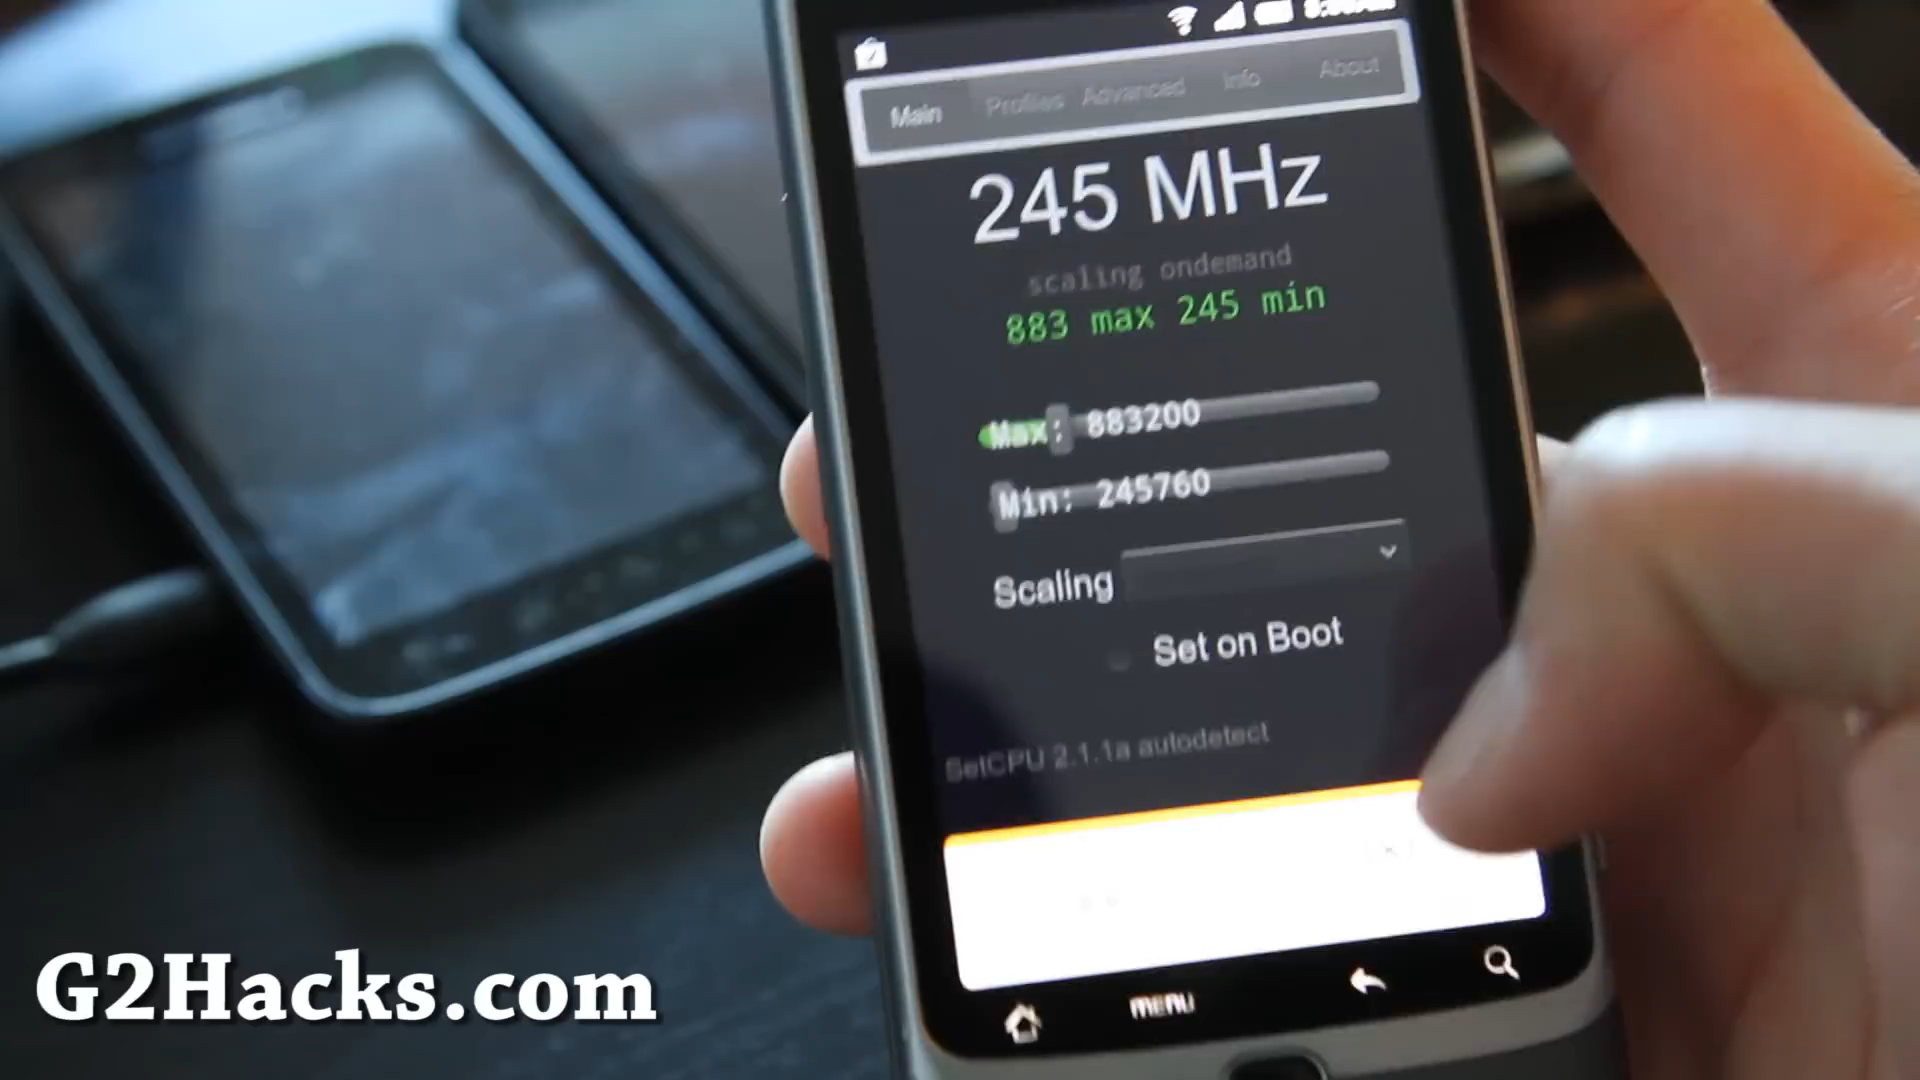 Main Profiles Advanced Info About
245 MHz
scaling ondemand
883 max 245 min
Max: 883200
Min: 245760
Scaling
Set on Boot
SetCPU 2.1.1a autodetect
MENU
G2Hacks.com